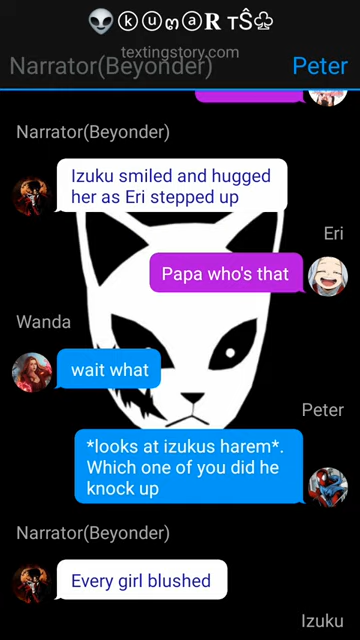 👽ⓚⓤ൩ⓐ𝐑 тŜ♧
textingstory.com
Narrator(Beyonder) Peter
Narrator(Beyonder)
Izuku smiled and hugged
her as Eri stepped up
Eri
Papa who's that
Wanda
wait what
Peter
*looks at izukus harem*.
Which one of you did he
knock up
Narrator(Beyonder)
Every girl blushed
Izuku